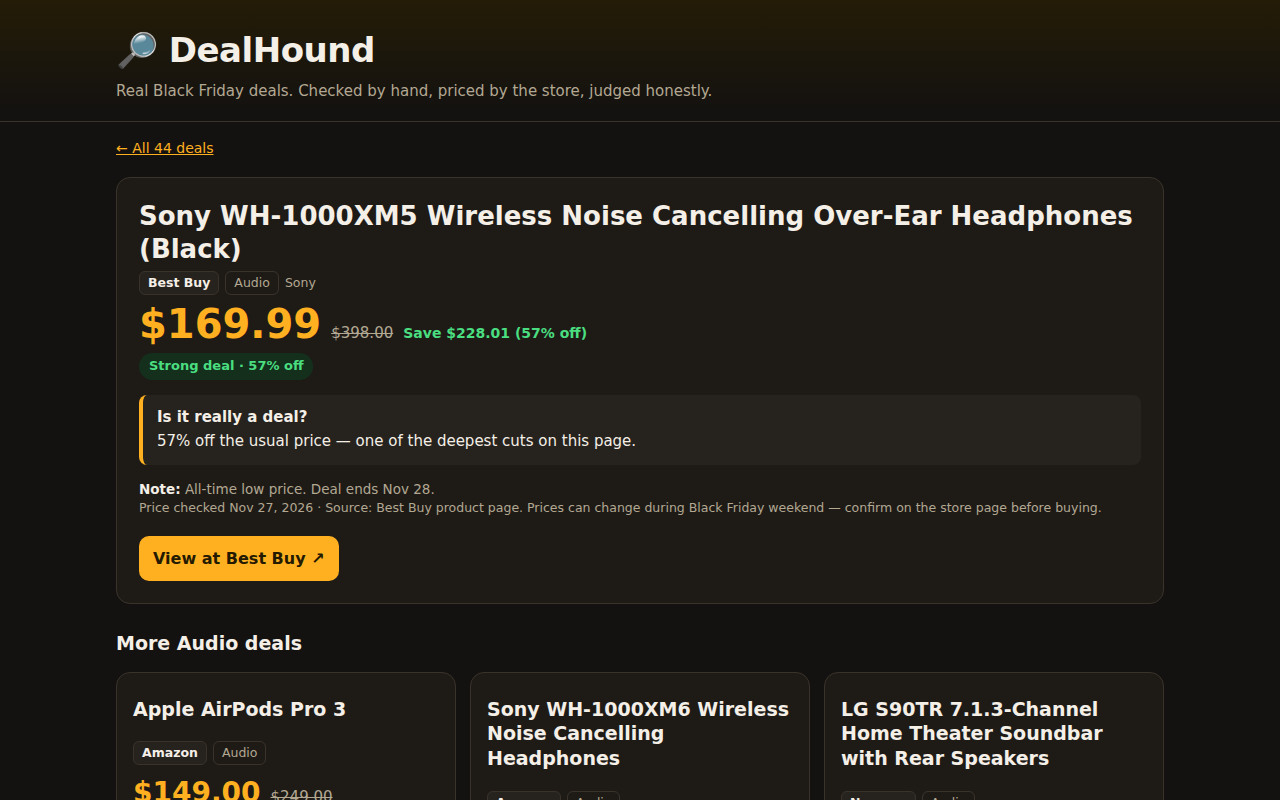 DealHound
Real Black Friday deals. Checked by hand, priced by the store, judged honestly.
← All 44 deals
Sony WH-1000XM5 Wireless Noise Cancelling Over-Ear Headphones
(Black)
Best Buy Audio Sony
$169.99 $398.00 Save $228.01 (57% off)
Strong deal · 57% off
Is it really a deal?
57% off the usual price — one of the deepest cuts on this page.
Note: All-time low price. Deal ends Nov 28.
Price checked Nov 27, 2026 · Source: Best Buy product page. Prices can change during Black Friday weekend — confirm on the store page before buying.
View at Best Buy ↗
More Audio deals
Apple AirPods Pro 3
Amazon Audio
$149.00 $249.00
Sony WH-1000XM6 Wireless
Noise Cancelling
Headphones
LG S90TR 7.1.3-Channel
Home Theater Soundbar
with Rear Speakers